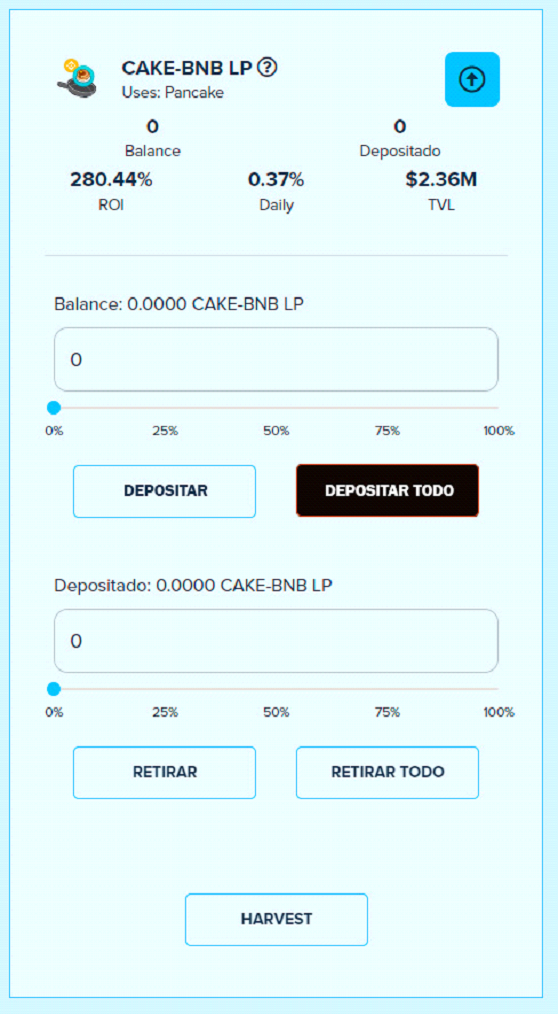 CAKE-BNB LP ?
Uses: Pancake
0 0
Balance Depositado
280.44% 0.37% $2.36M
ROI Daily TVL
Balance: 0.0000 CAKE-BNB LP
0
0% 25% 50% 75% 100%
DEPOSITAR DEPOSITAR TODO
Depositado: 0.0000 CAKE-BNB LP
0
0% 25% 50% 75% 100%
RETIRAR RETIRAR TODO
HARVEST